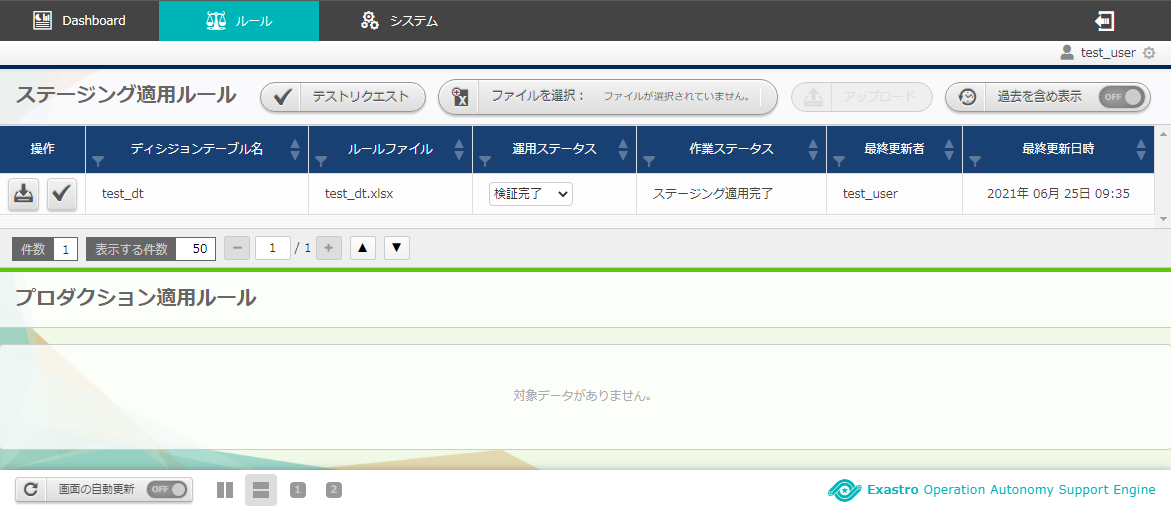 Dashboard ルール システム
test_user
ステージング適用ルール テストリクエスト ファイルを選択： ファイルが選択されていません。 アップロード 過去を含め表示 OFF
操作 ディシジョンテーブル名 ルールファイル 運用ステータス 作業ステータス 最終更新者 最終更新日時
test_dt test_dt.xlsx 検証完了 ステージング適用完了 test_user 2021年 06月 25日 09:35
件数 1 表示する件数 50 － 1 / 1 + ▲ ▼
プロダクション適用ルール
対象データがありません。
画面の自動更新 OFF 1 2 Exastro Operation Autonomy Support Engine